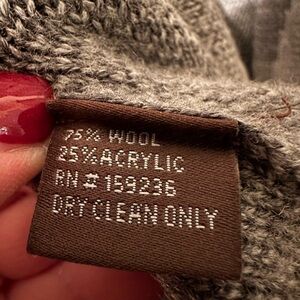 75% WOOL
25% ACRYLIC
RN # 159236
DRY CLEAN ONLY